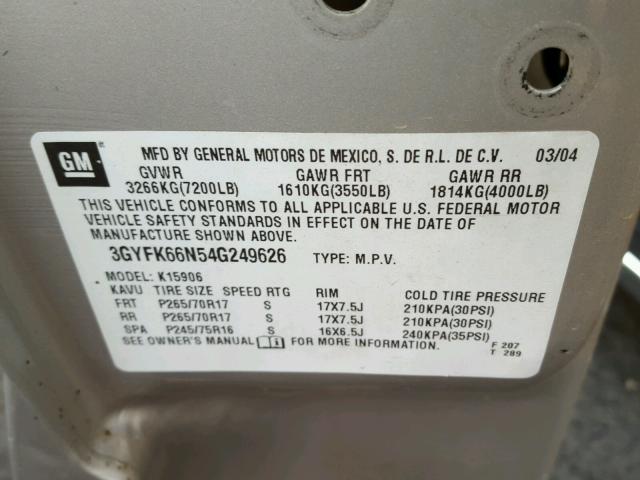 GM
MFD BY GENERAL MOTORS DE MEXICO, S. DE R.L. DE C.V. 03/04
GVWR GAWR FRT GAWR RR
3266KG(7200LB) 1610KG(3550LB) 1814KG(4000LB)
THIS VEHICLE CONFORMS TO ALL APPLICABLE U.S. FEDERAL MOTOR
VEHICLE SAFETY STANDARDS IN EFFECT ON THE DATE OF
MANUFACTURE SHOWN ABOVE.
3GYFK66N54G249626 TYPE: M.P.V.
MODEL: K15906
KAVU TIRE SIZE SPEED RTG RIM COLD TIRE PRESSURE
FRT P265/70R17 S 17X7.5J 210KPA(30PSI)
RR P265/70R17 S 17X7.5J 210KPA(30PSI)
SPA P245/75R16 S 16X6.5J 240KPA(35PSI)
SEE OWNER'S MANUAL FOR MORE INFORMATION. F 207
T 289